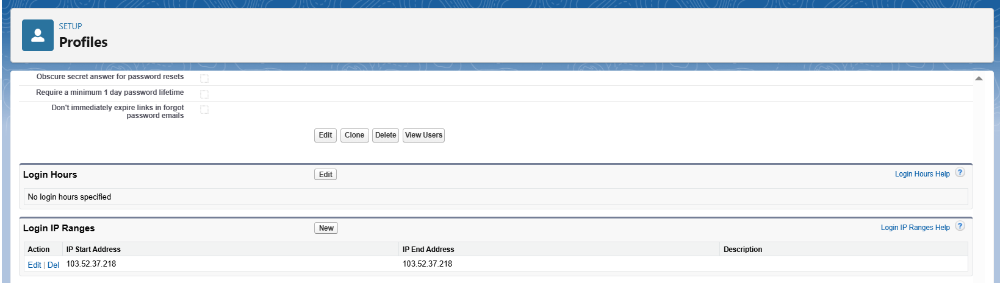 SETUP
Profiles
Obscure secret answer for password resets
Require a minimum 1 day password lifetime
Don't immediately expire links in forgot
password emails
Edit Clone Delete View Users
Login Hours Edit Login Hours Help ?
No login hours specified
Login IP Ranges New Login IP Ranges Help ?
Action IP Start Address IP End Address Description
Edit | Del 103.52.37.218 103.52.37.218